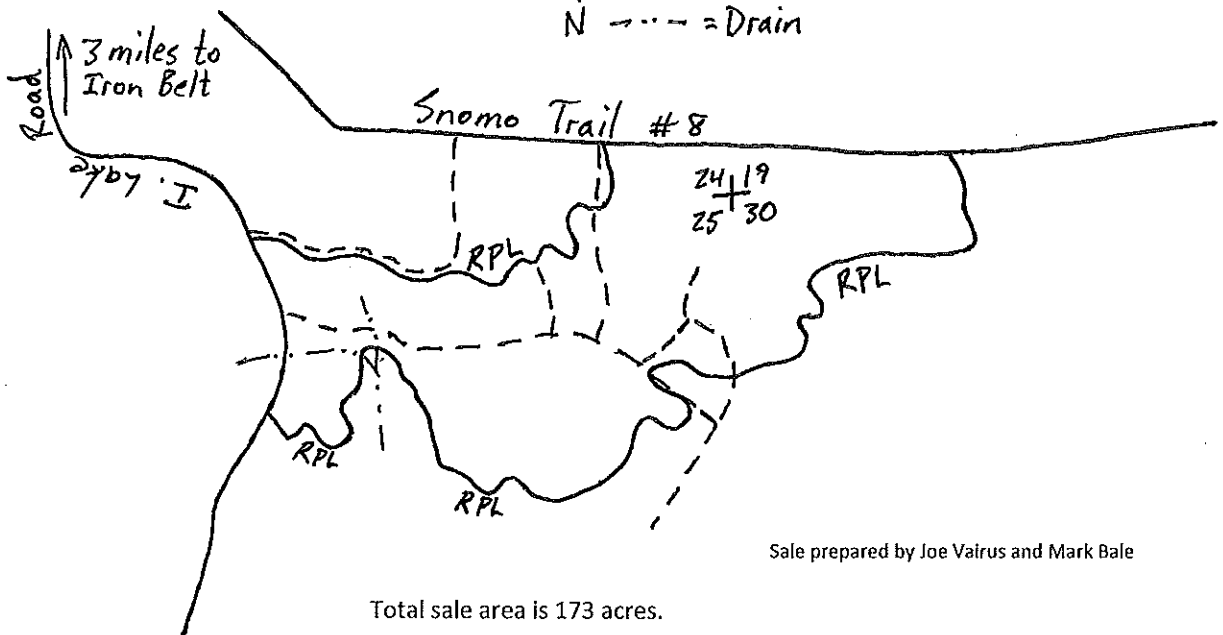 N -··- = Drain
3 miles to
Iron Belt
Road
Snomo Trail #8
I. Lake
24 19
25 30
RPL
RPL
RPL
RPL
Sale prepared by Joe Vairus and Mark Bale
Total sale area is 173 acres.